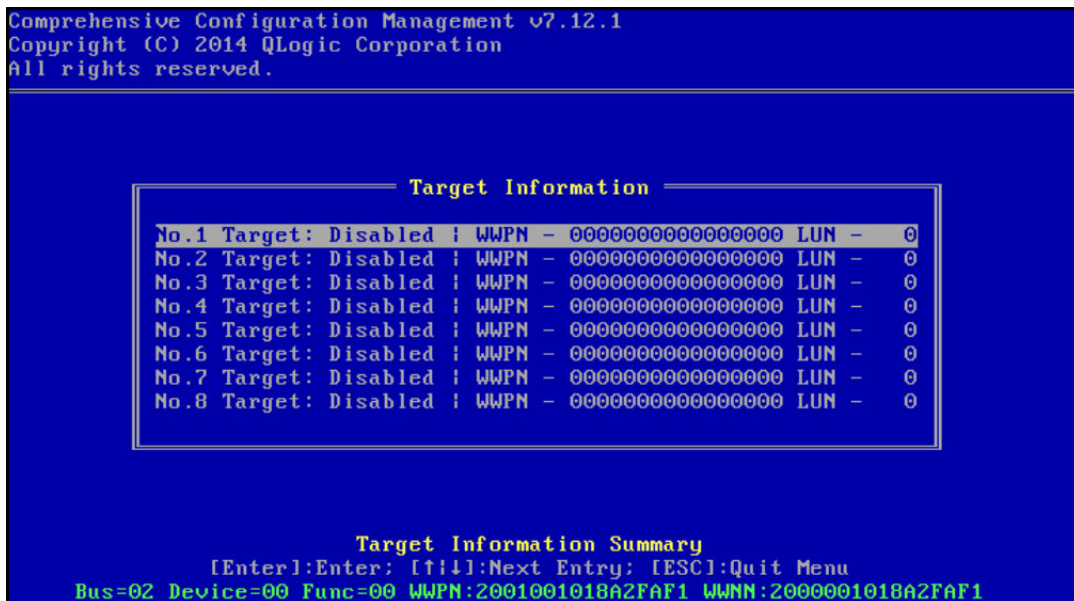 Comprehensive Configuration Management v7.12.1
Copyright (C) 2014 QLogic Corporation
All rights reserved.
Target Information
No.1 Target: Disabled ¦ WWPN - 0000000000000000 LUN - 0
No.2 Target: Disabled ¦ WWPN - 0000000000000000 LUN - 0
No.3 Target: Disabled ¦ WWPN - 0000000000000000 LUN - 0
No.4 Target: Disabled ¦ WWPN - 0000000000000000 LUN - 0
No.5 Target: Disabled ¦ WWPN - 0000000000000000 LUN - 0
No.6 Target: Disabled ¦ WWPN - 0000000000000000 LUN - 0
No.7 Target: Disabled ¦ WWPN - 0000000000000000 LUN - 0
No.8 Target: Disabled ¦ WWPN - 0000000000000000 LUN - 0
Target Information Summary
[Enter]:Enter; [↑¦↓]:Next Entry; [ESC]:Quit Menu
Bus=02 Device=00 Func=00 WWPN:2001001018A2FAF1 WWNN:2000001018A2FAF1